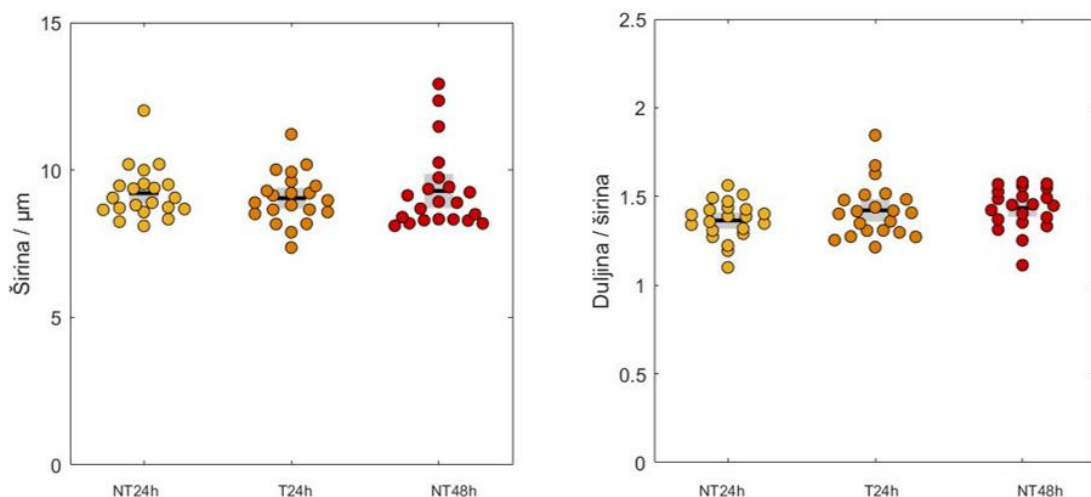 15
10
5
0
Širina / µm
NT24h
T24h
NT48h
2.5
2
1.5
1
0.5
0
Duljina / širina
NT24h
T24h
NT48h